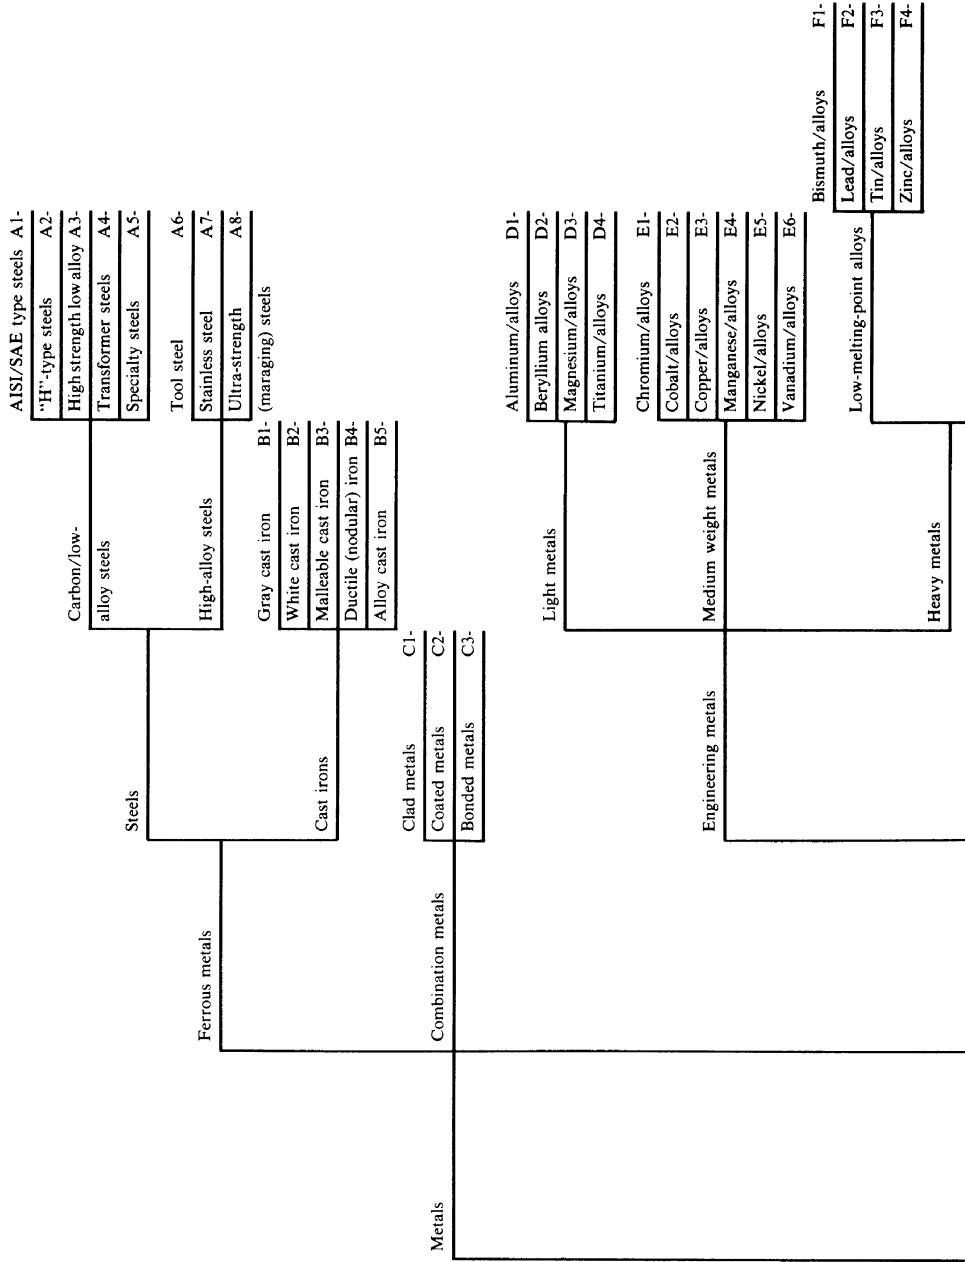 AISI/SAE type steels A1-
"H"-type steels A2-
High strength low alloy A3-
Transformer steels A4-
Specialty steels A5-
Carbon/low-
alloy steels
Tool steel A6-
Stainless steel A7-
Ultra-strength A8-
(maraging) steels
High-alloy steels
Steels
Gray cast iron B1-
White cast iron B2-
Malleable cast iron B3-
Ductile (nodular) iron B4-
Alloy cast iron B5-
Cast irons
Ferrous metals
Clad metals C1-
Coated metals C2-
Bonded metals C3-
Combination metals
Metals
Aluminum/alloys D1-
Beryllium alloys D2-
Magnesium/alloys D3-
Titanium/alloys D4-
Light metals
Chromium/alloys E1-
Cobalt/alloys E2-
Copper/alloys E3-
Manganese/alloys E4-
Nickel/alloys E5-
Vanadium/alloys E6-
Medium weight metals
Engineering metals
Bismuth/alloys F1-
Lead/alloys F2-
Tin/alloys F3-
Zinc/alloys F4-
Low-melting-point alloys
Heavy metals